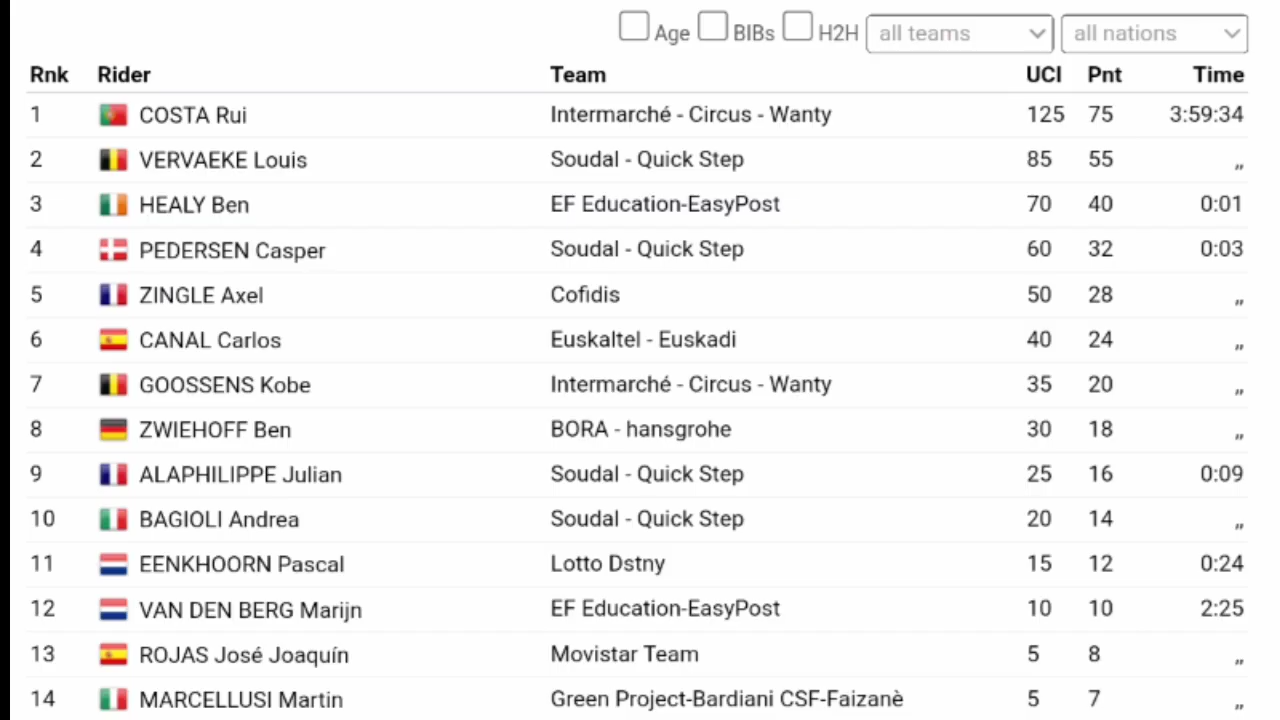 Age BIBs H2H all teams all nations
Rnk Rider Team UCI Pnt Time
1 COSTA Rui Intermarché - Circus - Wanty 125 75 3:59:34
2 VERVAEKE Louis Soudal - Quick Step 85 55 ,,
3 HEALY Ben EF Education-EasyPost 70 40 0:01
4 PEDERSEN Casper Soudal - Quick Step 60 32 0:03
5 ZINGLE Axel Cofidis 50 28 ,,
6 CANAL Carlos Euskaltel - Euskadi 40 24 ,,
7 GOOSSENS Kobe Intermarché - Circus - Wanty 35 20 ,,
8 ZWIEHOFF Ben BORA - hansgrohe 30 18 ,,
9 ALAPHILIPPE Julian Soudal - Quick Step 25 16 0:09
10 BAGIOLI Andrea Soudal - Quick Step 20 14 ,,
11 EENKHOORN Pascal Lotto Dstny 15 12 0:24
12 VAN DEN BERG Marijn EF Education-EasyPost 10 10 2:25
13 ROJAS José Joaquín Movistar Team 5 8 ,,
14 MARCELLUSI Martin Green Project-Bardiani CSF-Faizanè 5 7 ,,